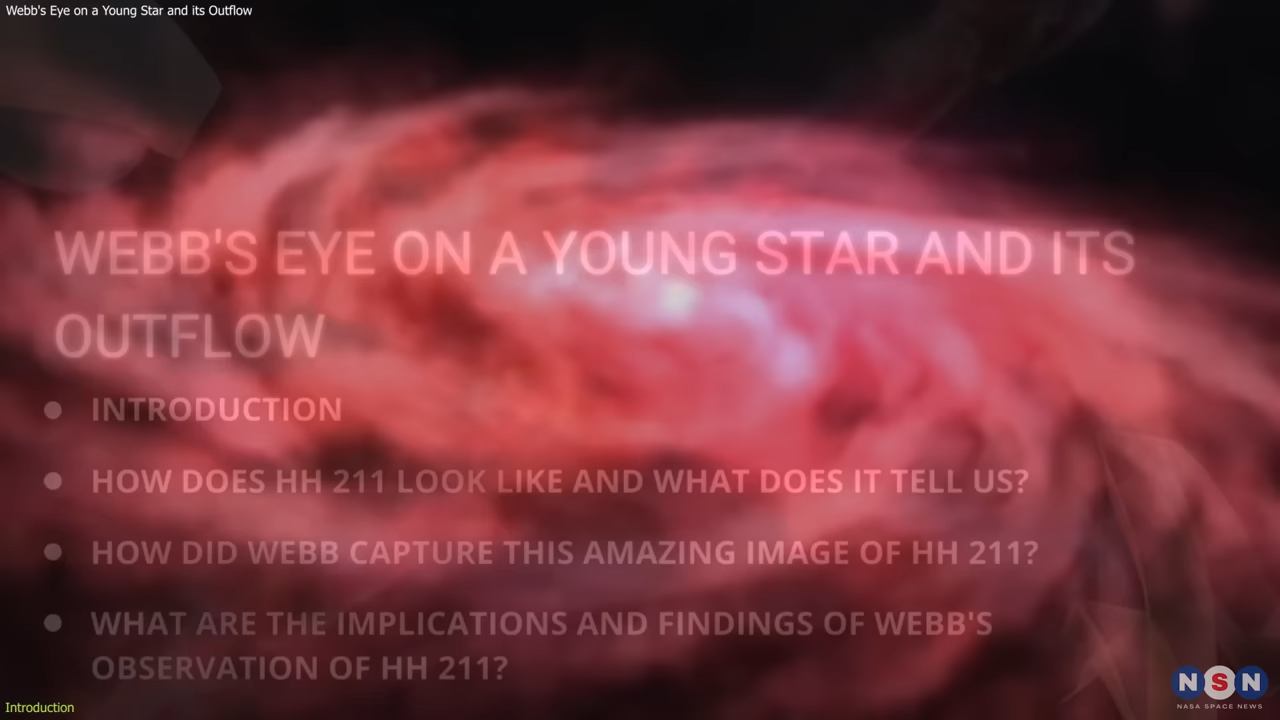 Webb's Eye on a Young Star and its Outflow
WEBB'S EYE ON A YOUNG STAR AND ITS
OUTFLOW
INTRODUCTION
HOW DOES HH 211 LOOK LIKE AND WHAT DOES IT TELL US?
HOW DID WEBB CAPTURE THIS AMAZING IMAGE OF HH 211?
WHAT ARE THE IMPLICATIONS AND FINDINGS OF WEBB'S
OBSERVATION OF HH 211?
NSN
NASA SPACE NEWS
Introduction